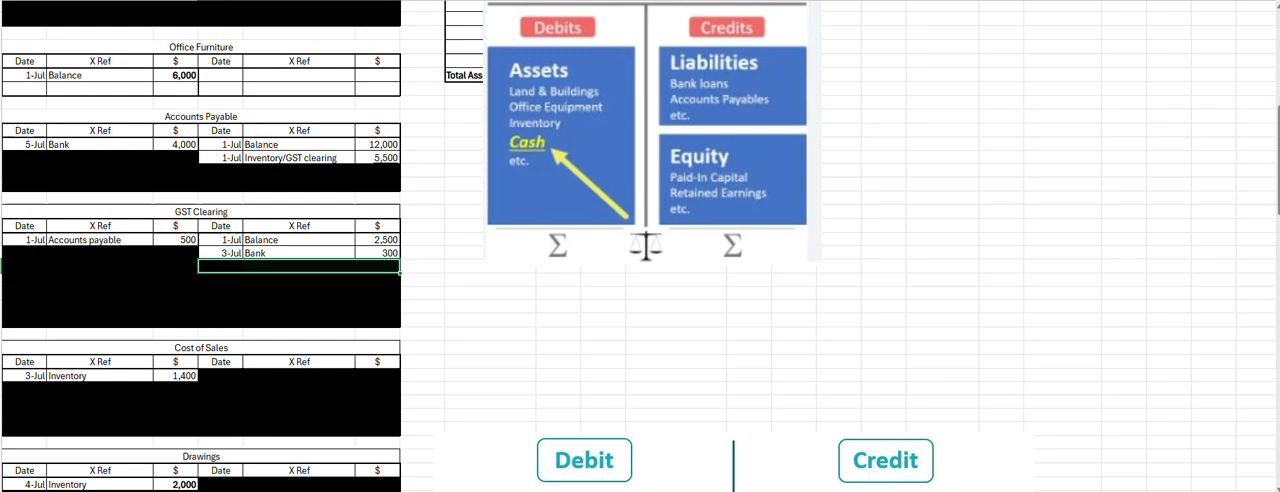 Office Furniture
Date X Ref $ Date X Ref $
1-Jul Balance 6,000
Accounts Payable
Date X Ref $ Date X Ref $
5-Jul Bank 4,000 1-Jul Balance 12,000
1-Jul Inventory/GST clearing 5,500
GST Clearing
Date X Ref $ Date X Ref $
1-Jul Accounts payable 500 1-Jul Balance 2,500
3-Jul Bank 300
Cost of Sales
Date X Ref $ Date X Ref $
3-Jul Inventory 1,400
Drawings
Date X Ref $ Date X Ref $
4-Jul Inventory 2,000
Total Ass
Debits
Assets
Land & Buildings
Office Equipment
Inventory
Cash
etc.
Σ
Credits
Liabilities
Bank loans
Accounts Payables
etc.
Equity
Paid-In Capital
Retained Earnings
etc.
Σ
Debit
Credit